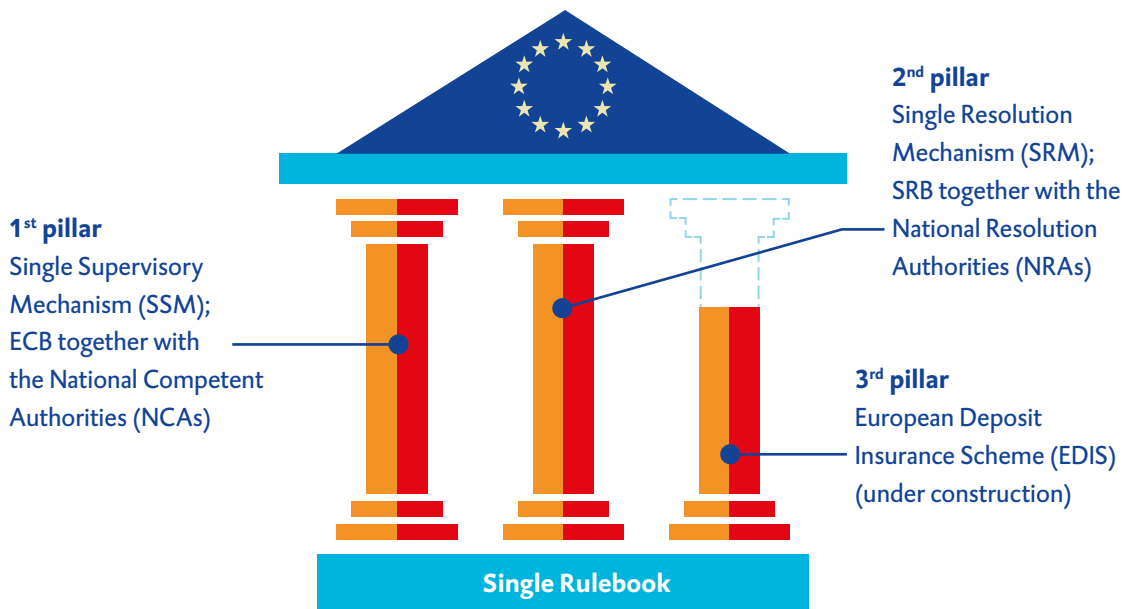 1st pillar
Single Supervisory
Mechanism (SSM);
ECB together with
the National Competent
Authorities (NCAs)
2nd pillar
Single Resolution
Mechanism (SRM);
SRB together with the
National Resolution
Authorities (NRAs)
3rd pillar
European Deposit
Insurance Scheme (EDIS)
(under construction)
Single Rulebook